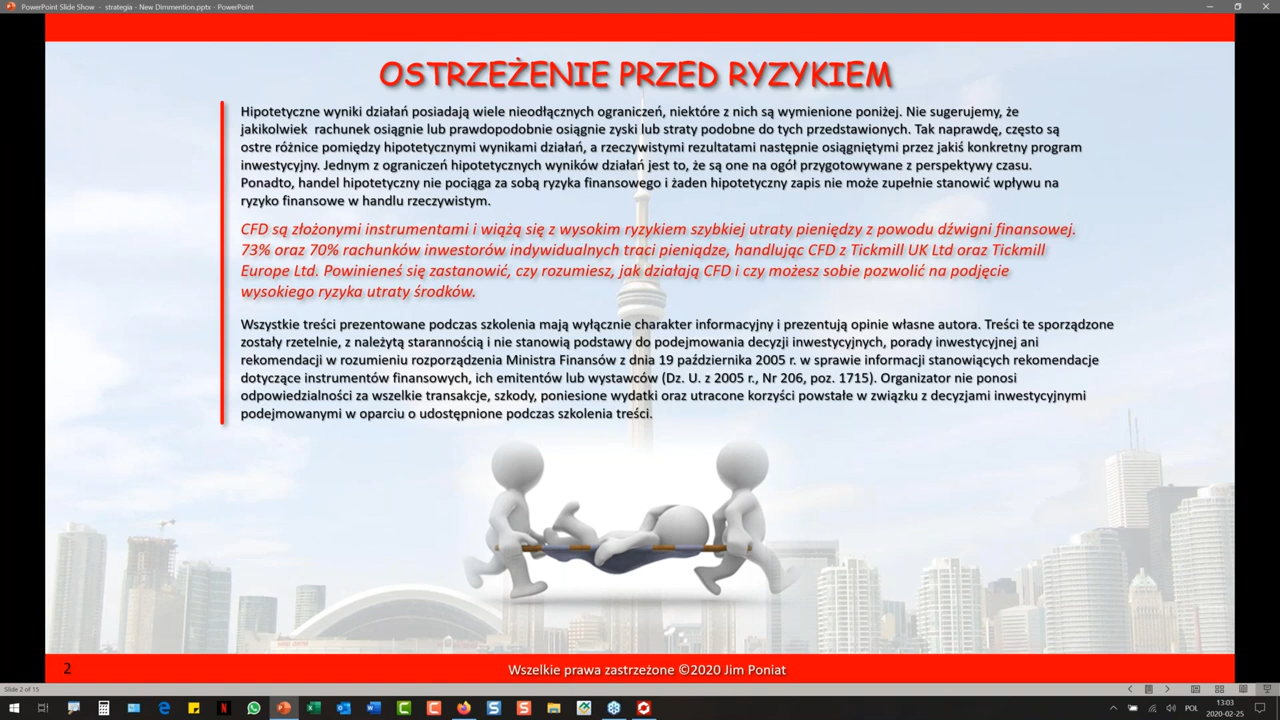 PowerPoint Slide Show - strategia - New Dimmention.pptx - PowerPoint
OSTRZEŻENIE PRZED RYZYKIEM
Hipotetyczne wyniki działań posiadają wiele nieodłącznych ograniczeń, niektóre z nich są wymienione poniżej. Nie sugerujemy, że
jakikolwiek rachunek osiągnie lub prawdopodobnie osiągnie zyski lub straty podobne do tych przedstawionych. Tak naprawdę, często są
ostre różnice pomiędzy hipotetycznymi wynikami działań, a rzeczywistymi rezultatami następnie osiągniętymi przez jakiś konkretny program
inwestycyjny. Jednym z ograniczeń hipotetycznych wyników działań jest to, że są one na ogół przygotowywane z perspektywy czasu.
Ponadto, handel hipotetyczny nie pociąga za sobą ryzyka finansowego i żaden hipotetyczny zapis nie może zupełnie stanowić wpływu na
ryzyko finansowe w handlu rzeczywistym.
CFD są złożonymi instrumentami i wiążą się z wysokim ryzykiem szybkiej utraty pieniędzy z powodu dźwigni finansowej.
73% oraz 70% rachunków inwestorów indywidualnych traci pieniądze, handlując CFD z Tickmill UK Ltd oraz Tickmill
Europe Ltd. Powinieneś się zastanowić, czy rozumiesz, jak działają CFD i czy możesz sobie pozwolić na podjęcie
wysokiego ryzyka utraty środków.
Wszystkie treści prezentowane podczas szkolenia mają wyłącznie charakter informacyjny i prezentują opinie własne autora. Treści te sporządzone
zostały rzetelnie, z należytą starannością i nie stanowią podstawy do podejmowania decyzji inwestycyjnych, porady inwestycyjnej ani
rekomendacji w rozumieniu rozporządzenia Ministra Finansów z dnia 19 października 2005 r. w sprawie informacji stanowiących rekomendacje
dotyczące instrumentów finansowych, ich emitentów lub wystawców (Dz. U. z 2005 r., Nr 206, poz. 1715). Organizator nie ponosi
odpowiedzialności za wszelkie transakcje, szkody, poniesione wydatki oraz utracone korzyści powstałe w związku z decyzjami inwestycyjnymi
podejmowanymi w oparciu o udostępnione podczas szkolenia treści.
2
Wszelkie prawa zastrzeżone ©2020 Jim Poniat
Slide 2 of 15
POL
13:03
2020-02-25